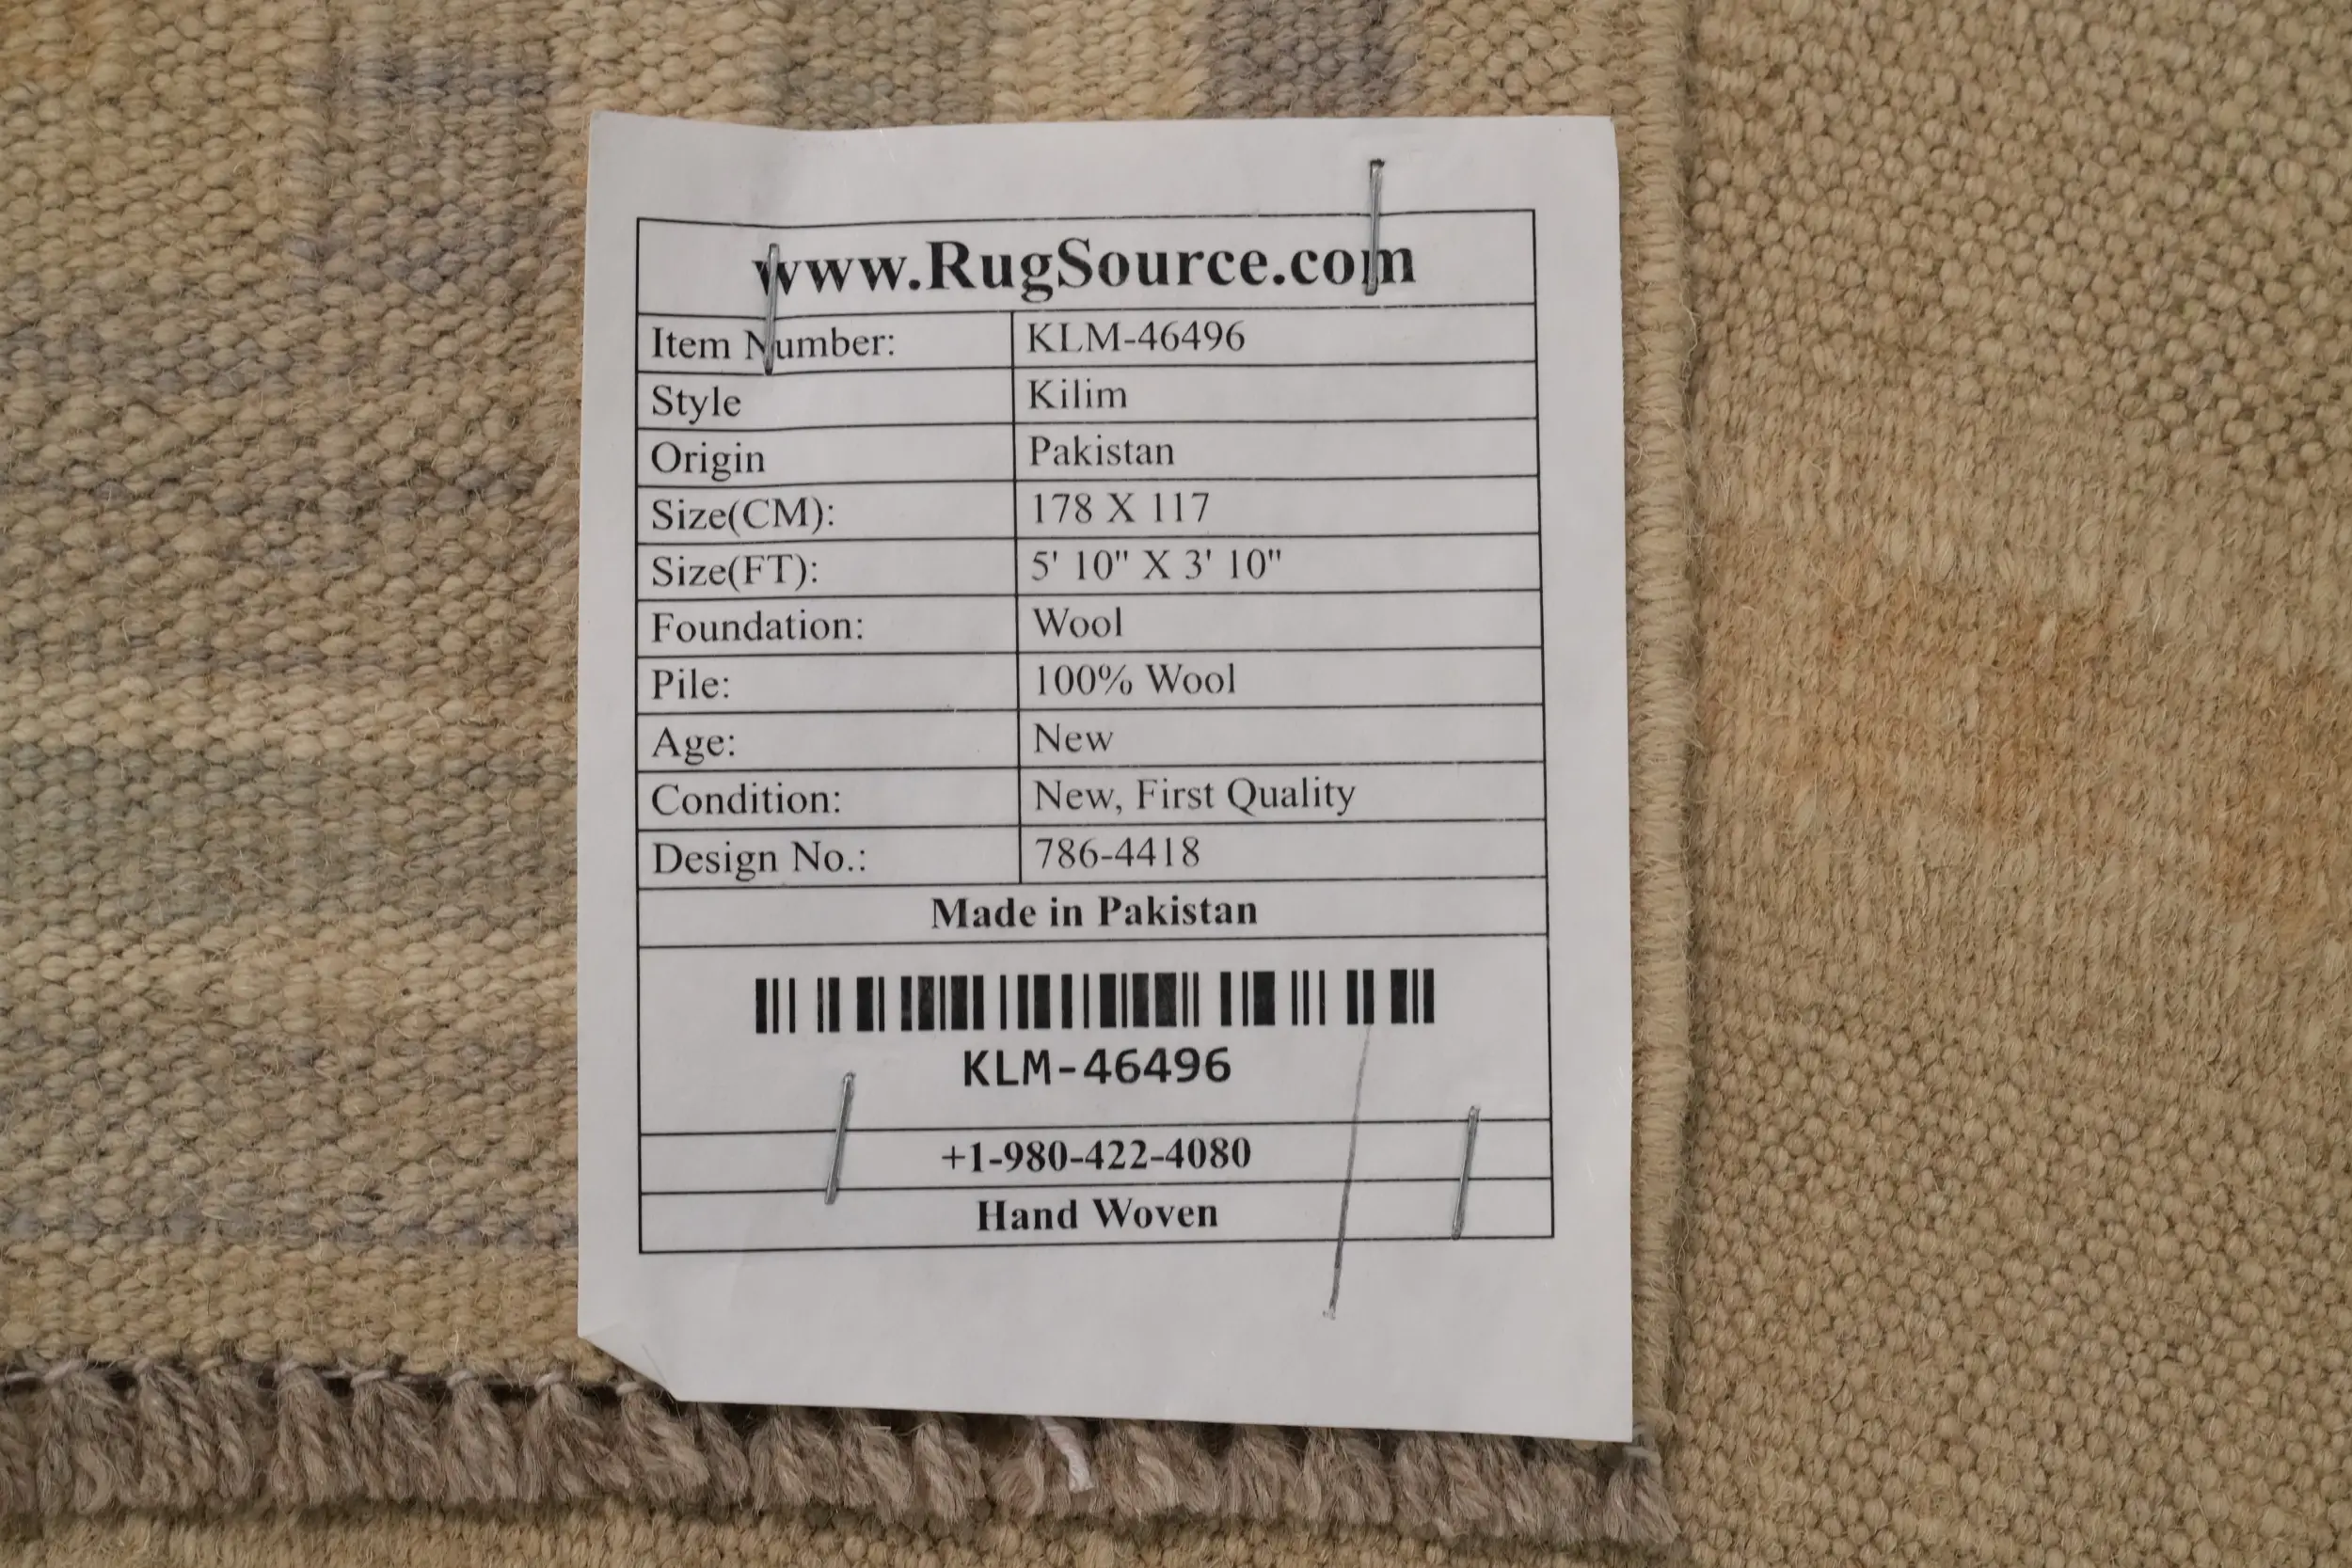 www.RugSource.com
Item Number: KLM-46496
Style Kilim
Origin Pakistan
Size(CM): 178 X 117
Size(FT): 5' 10" X 3' 10"
Foundation: Wool
Pile: 100% Wool
Age: New
Condition: New, First Quality
Design No.: 786-4418
Made in Pakistan
KLM-46496
+1-980-422-4080
Hand Woven